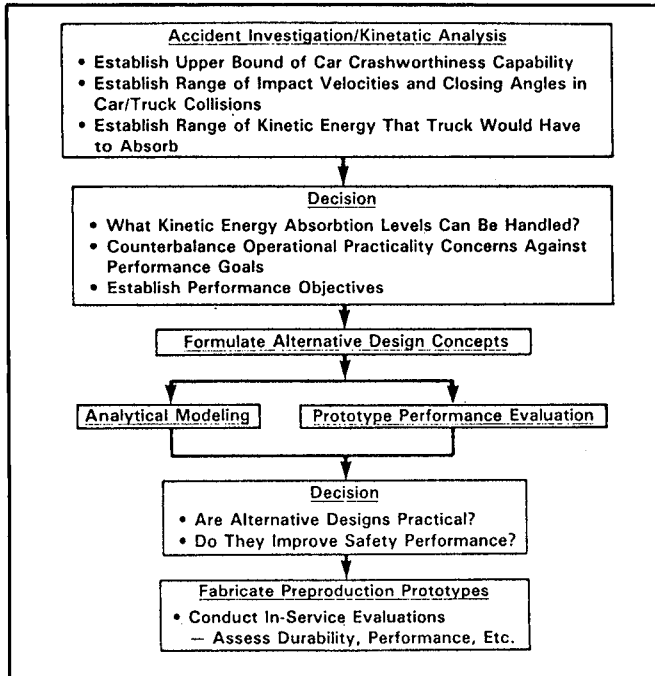 Accident Investigation/Kinetatic Analysis
• Establish Upper Bound of Car Crashworthiness Capability
• Establish Range of Impact Velocities and Closing Angles in
Car/Truck Collisions
• Establish Range of Kinetic Energy That Truck Would Have
to Absorb
Decision
• What Kinetic Energy Absorbtion Levels Can Be Handled?
• Counterbalance Operational Practicality Concerns Against
Performance Goals
• Establish Performance Objectives
Formulate Alternative Design Concepts
Analytical Modeling
Prototype Performance Evaluation
Decision
• Are Alternative Designs Practical?
• Do They Improve Safety Performance?
Fabricate Preproduction Prototypes
• Conduct In-Service Evaluations
— Assess Durability, Performance, Etc.